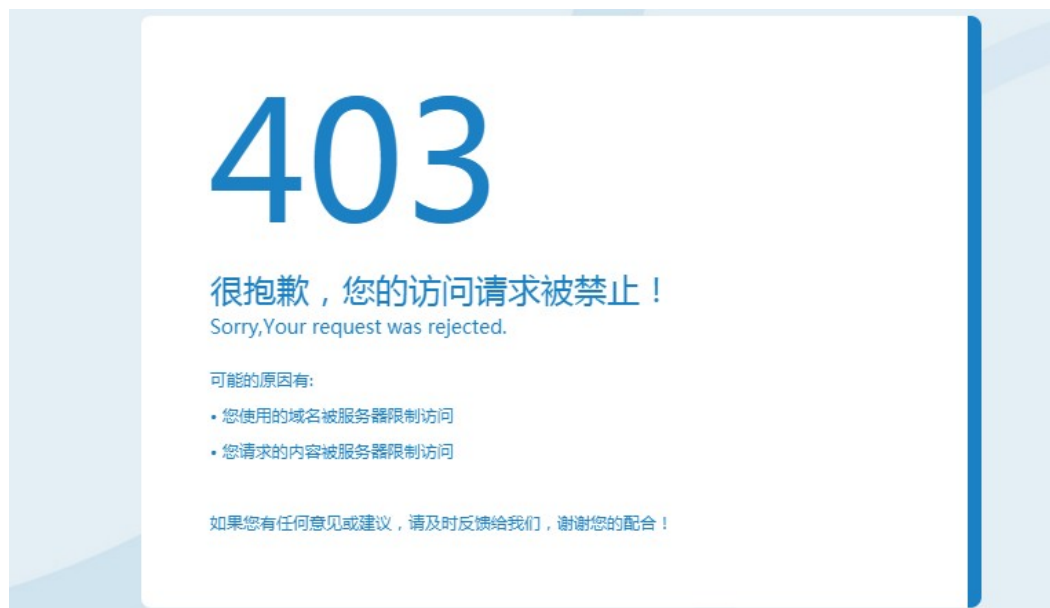 403
很抱歉，您的访问请求被禁止！
Sorry,Your request was rejected.
可能的原因有:
• 您使用的域名被服务器限制访问
• 您请求的内容被服务器限制访问
如果您有任何意见或建议，请及时反馈给我们，谢谢您的配合！